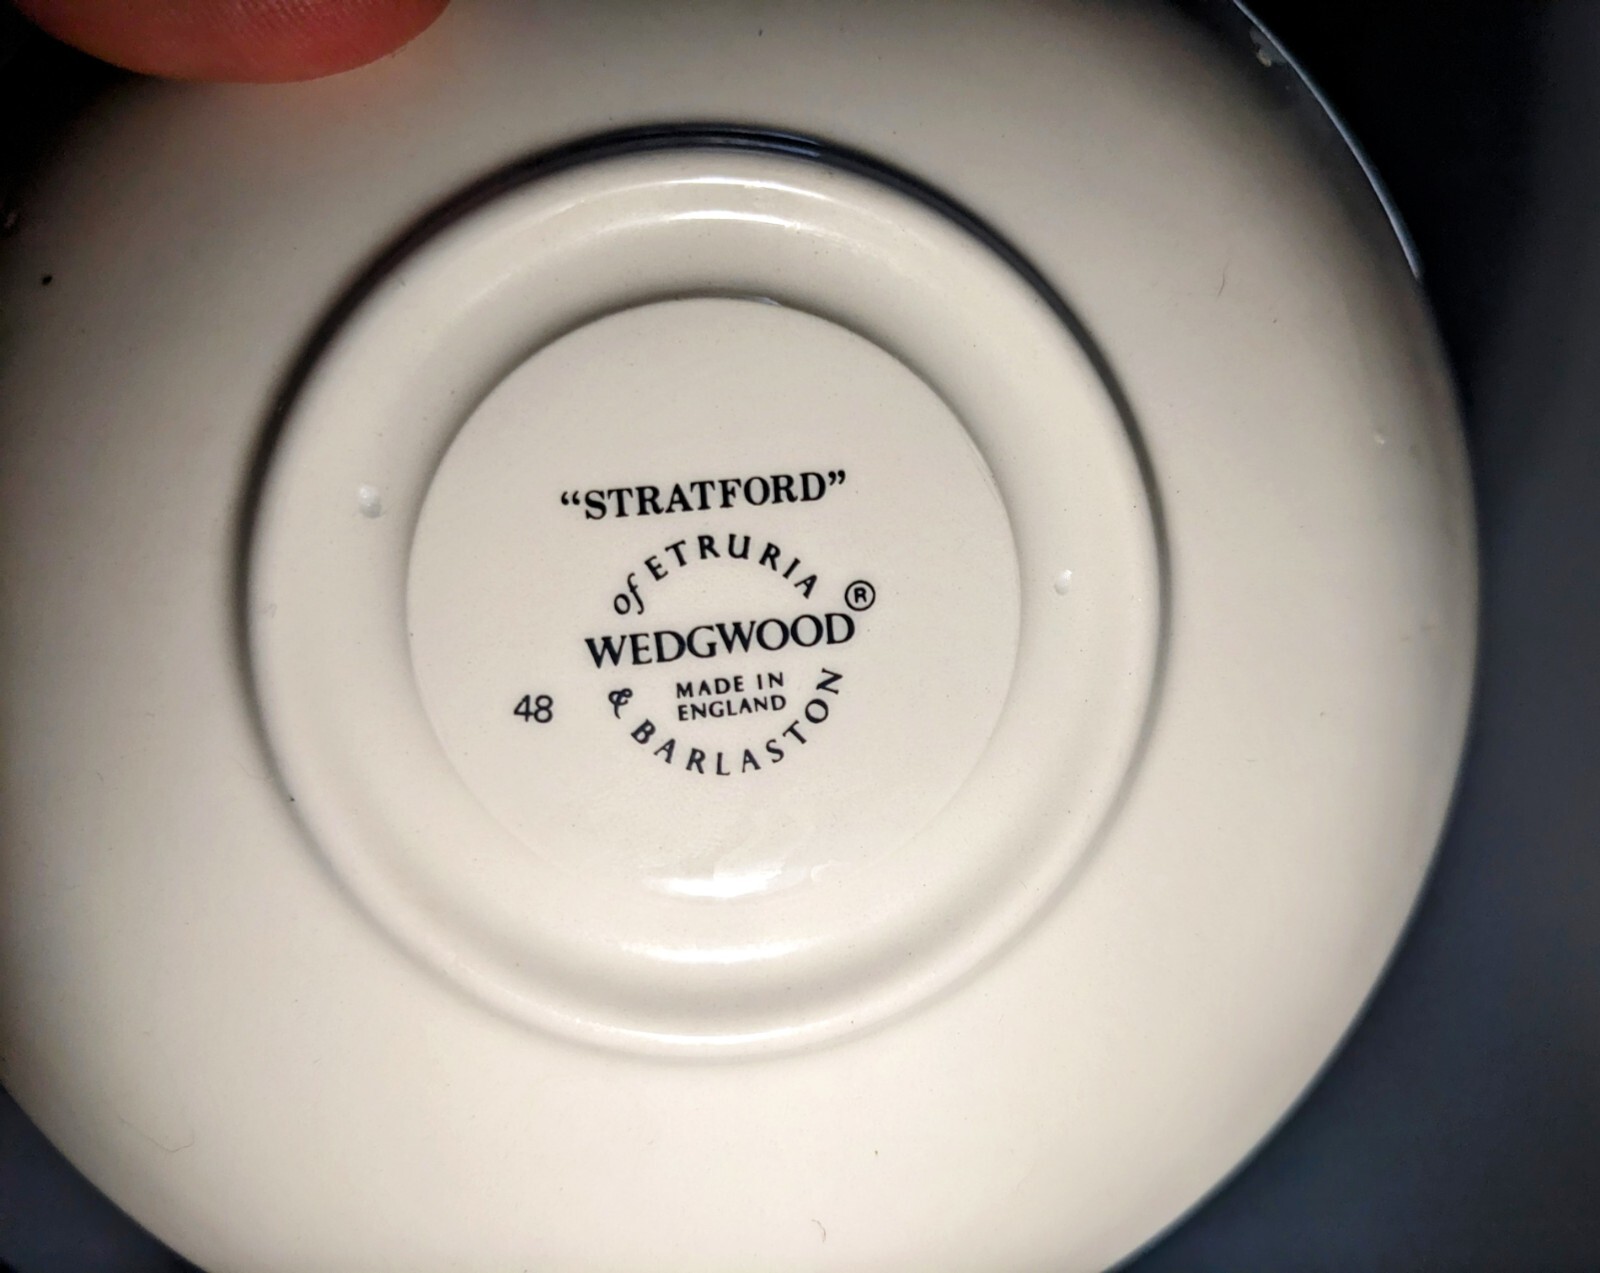 “STRATFORD”
of ETRURIA
WEDGWOOD®
MADE IN
ENGLAND
48
& BARLASTON